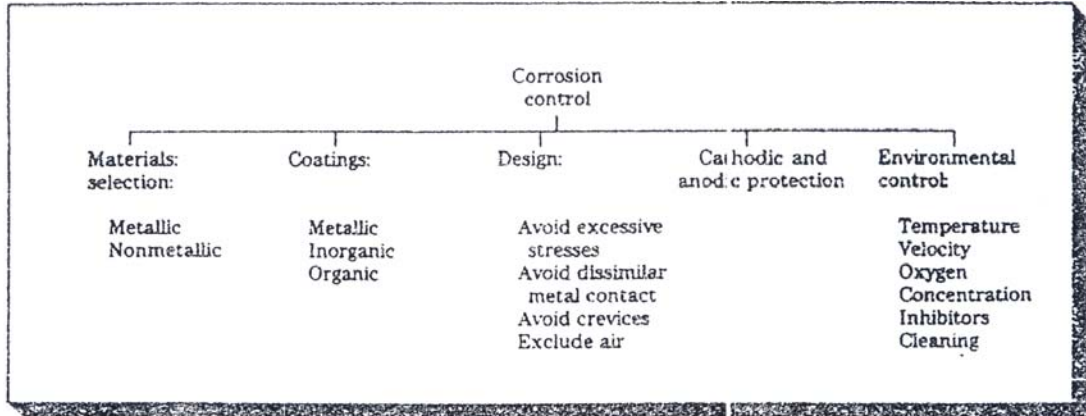 Corrosion
control
Materials:
selection:
Metallic
Nonmetallic
Coatings:
Metallic
Inorganic
Organic
Design:
Avoid excessive
stresses
Avoid dissimilar
metal contact
Avoid crevices
Exclude air
Cathodic and
anodic protection
Environmental
control:
Temperature
Velocity
Oxygen
Concentration
Inhibitors
Cleaning